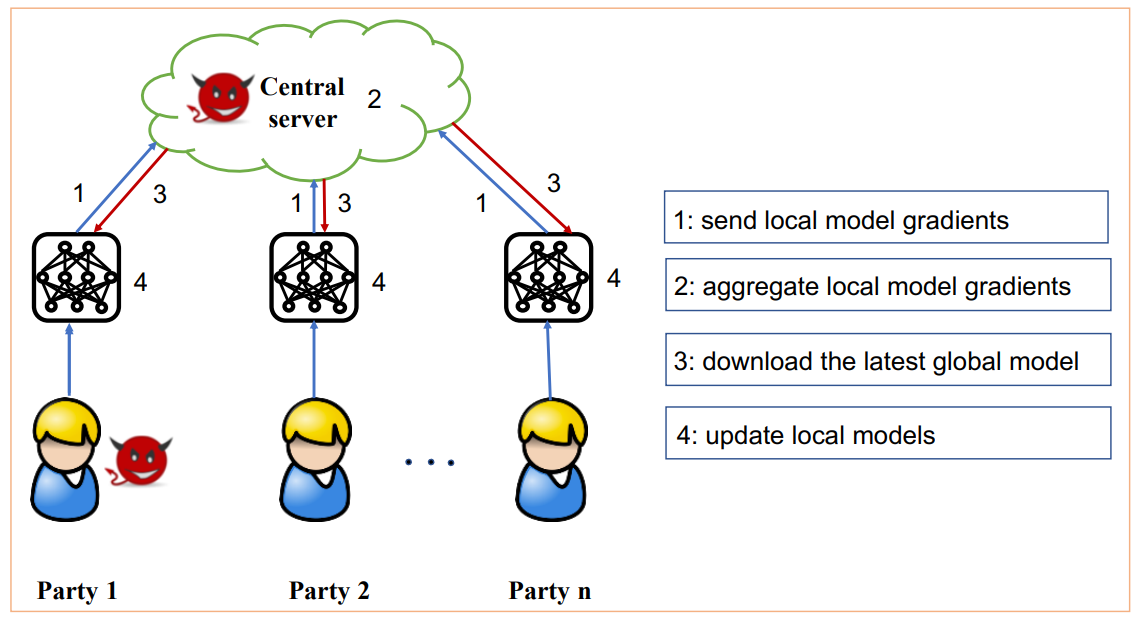 Central
server
2
1
3
1
3
1
3
4
4
4
1: send local model gradients
2: aggregate local model gradients
3: download the latest global model
4: update local models
Party 1
Party 2
Party n